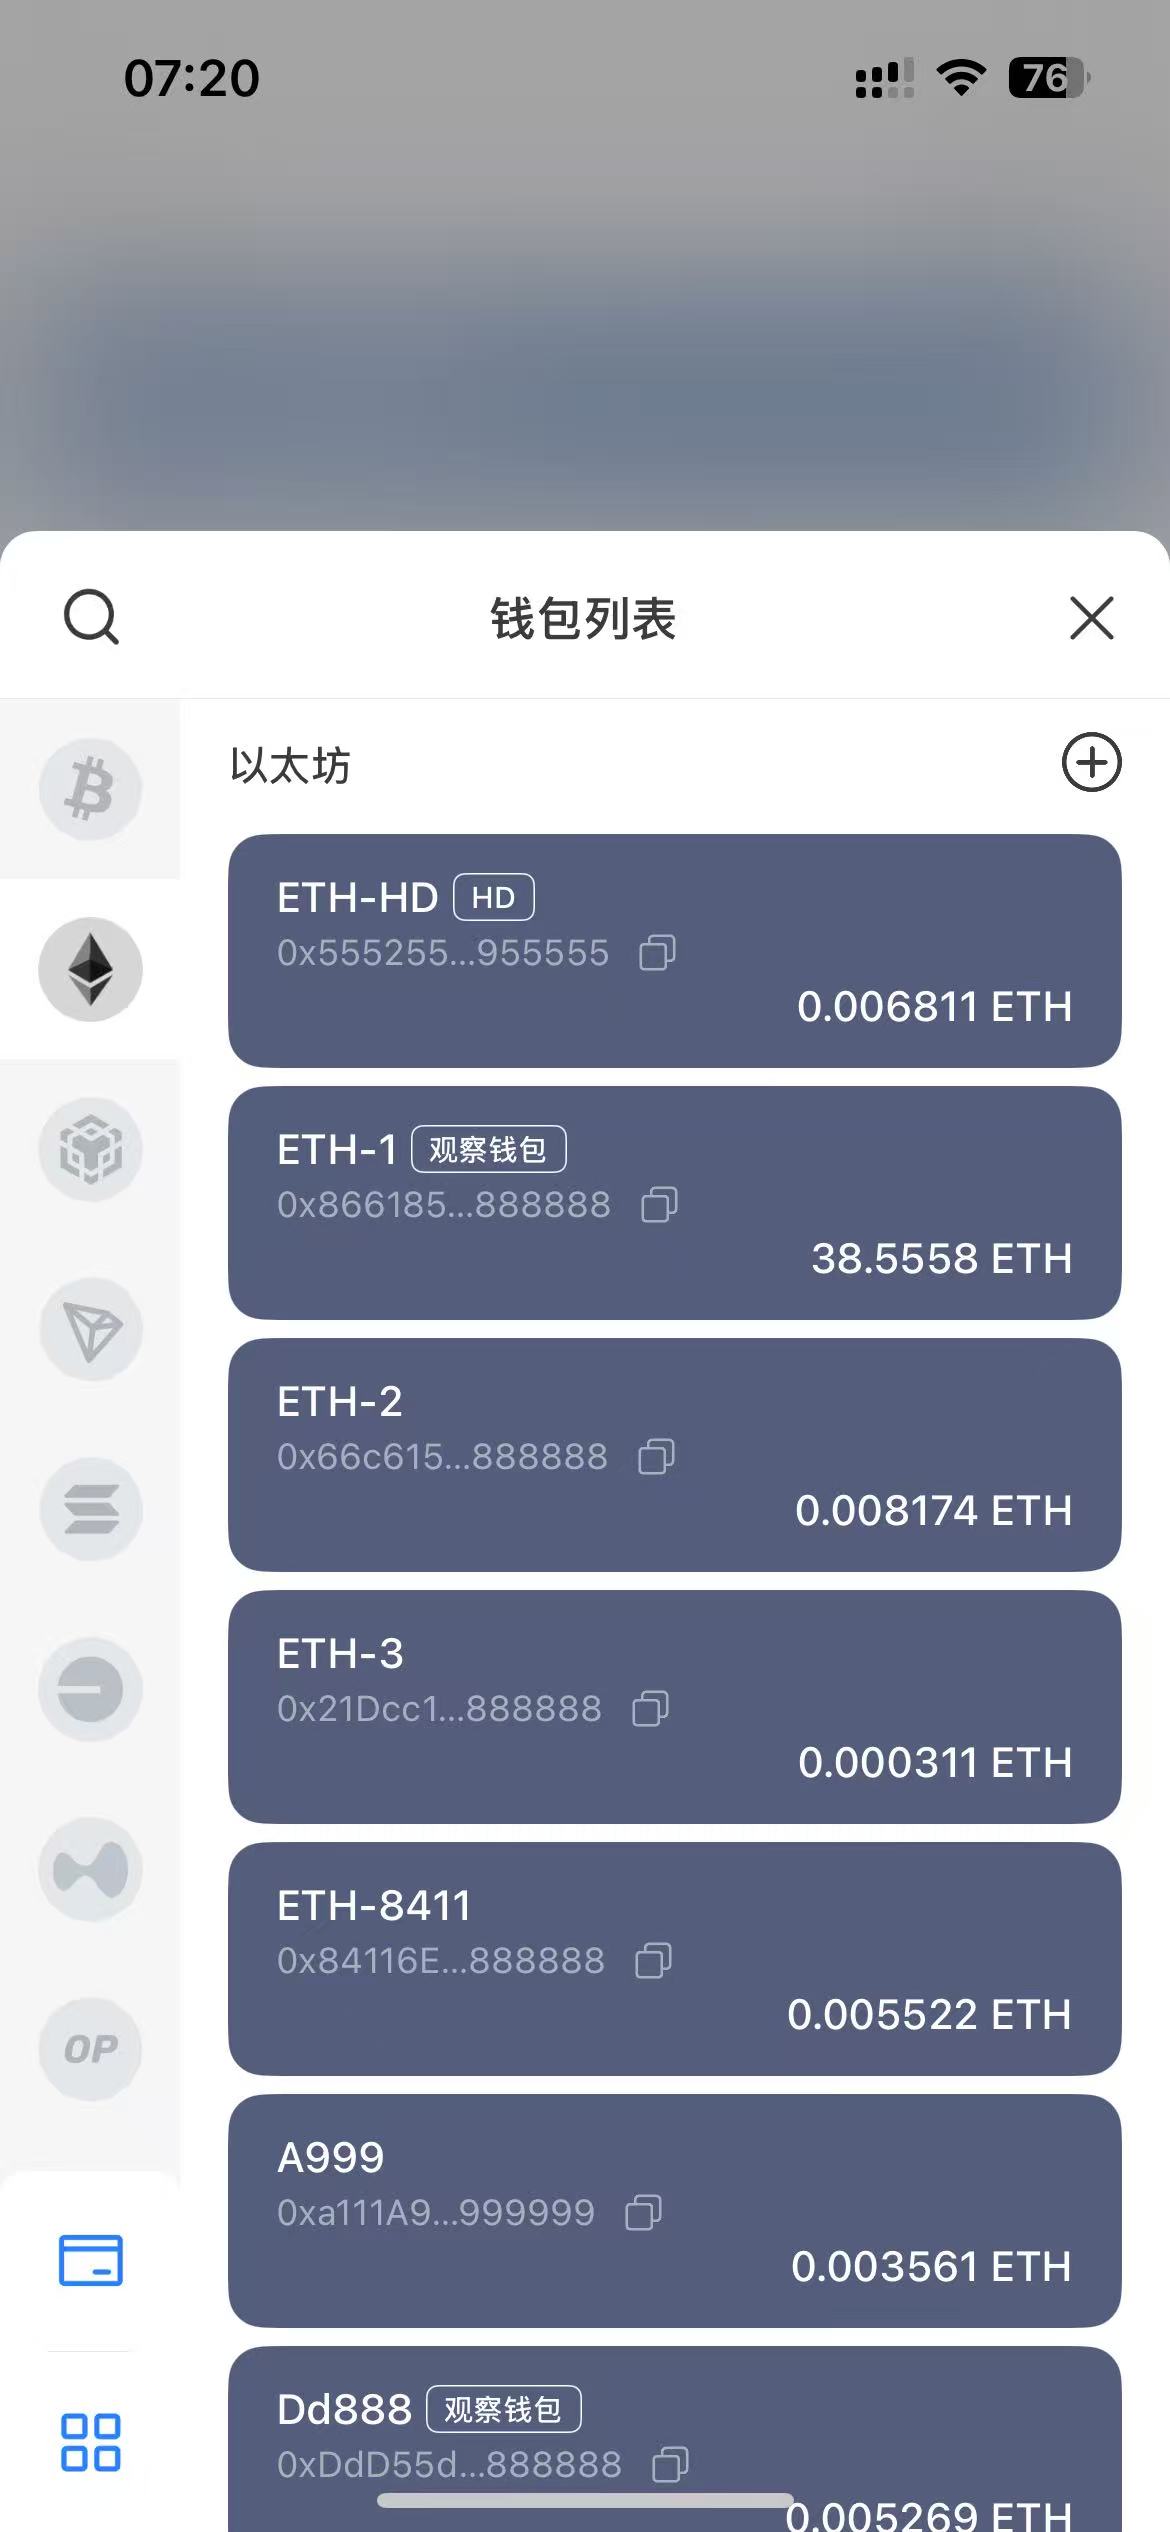 07:20
76
钱包列表
以太坊
ETH-HD HD
0x555255...955555
0.006811 ETH
ETH-1 观察钱包
0x866185...888888
38.5558 ETH
ETH-2
0x66c615...888888
0.008174 ETH
ETH-3
0x21Dcc1...888888
0.000311 ETH
ETH-8411
0x84116E...888888
0.005522 ETH
OP
A999
0xa111A9...999999
0.003561 ETH
Dd888 观察钱包
0xDdD55d...888888
0.005269 ETH